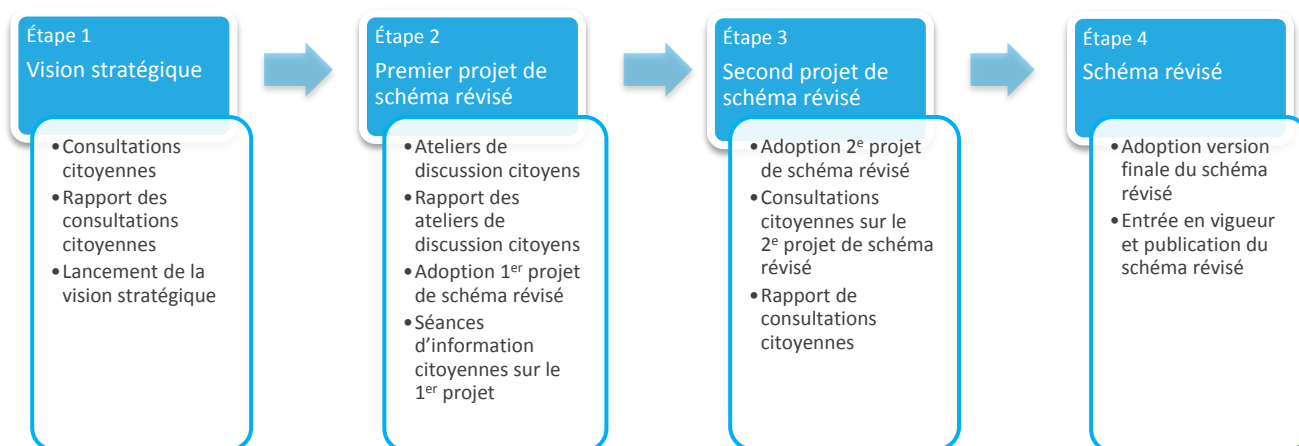 Étape 1
Vision stratégique
•Consultations
citoyennes
•Rapport des
consultations
citoyennes
•Lancement de la
vision stratégique
Étape 2
Premier projet de
schéma révisé
•Ateliers de
discussion citoyens
•Rapport des
ateliers de
discussion citoyens
•Adoption 1er projet
de schéma révisé
•Séances
d’information
citoyennes sur le
1er projet
Étape 3
Second projet de
schéma révisé
•Adoption 2e projet
de schéma révisé
•Consultations
citoyennes sur le
2e projet de schéma
révisé
•Rapport de
consultations
citoyennes
Étape 4
Schéma révisé
•Adoption version
finale du schéma
révisé
•Entrée en vigueur
et publication du
schéma révisé